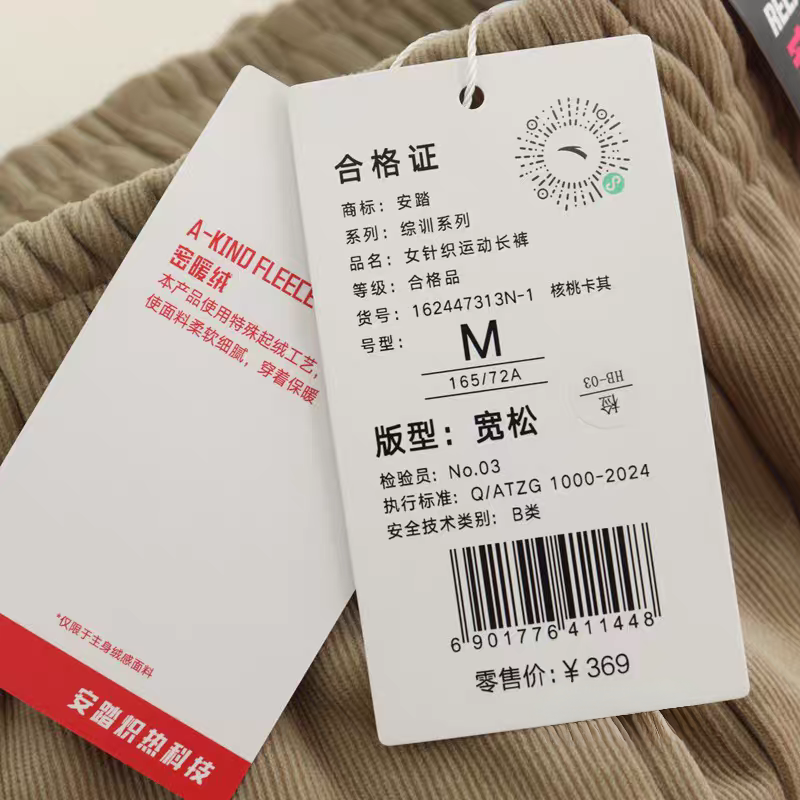 合格证
商标：安踏
系列：综训系列
品名：女针织运动长裤
等级：合格品
货号：162447313N-1 核桃卡其
号型：
M
165/72A
检
HB-03
版型：宽松
检验员：No.03
执行标准：Q/ATZG 1000-2024
安全技术类别：B类
6 901776 411448
零售价：¥369
A-KIND FLEECE
密暖绒
本产品使用特殊起绒工艺，
使面料柔软细腻，穿着保暖
*仅限于主身绒感面料
安踏炽热科技